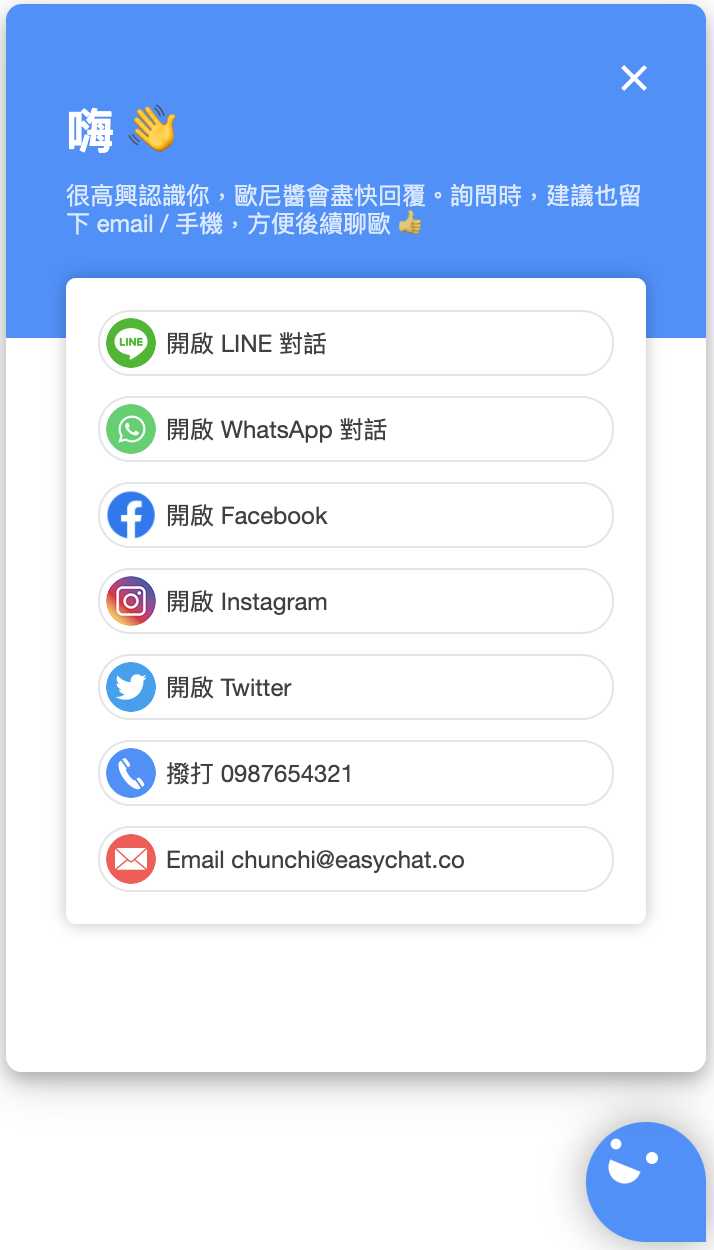 嗨 👋
很高興認識你，歐尼醬會盡快回覆。詢問時，建議也留
下 email / 手機，方便後續聊歐 👍
LINE 開啟 LINE 對話
開啟 WhatsApp 對話
開啟 Facebook
開啟 Instagram
開啟 Twitter
撥打 0987654321
Email chunchi@easychat.co